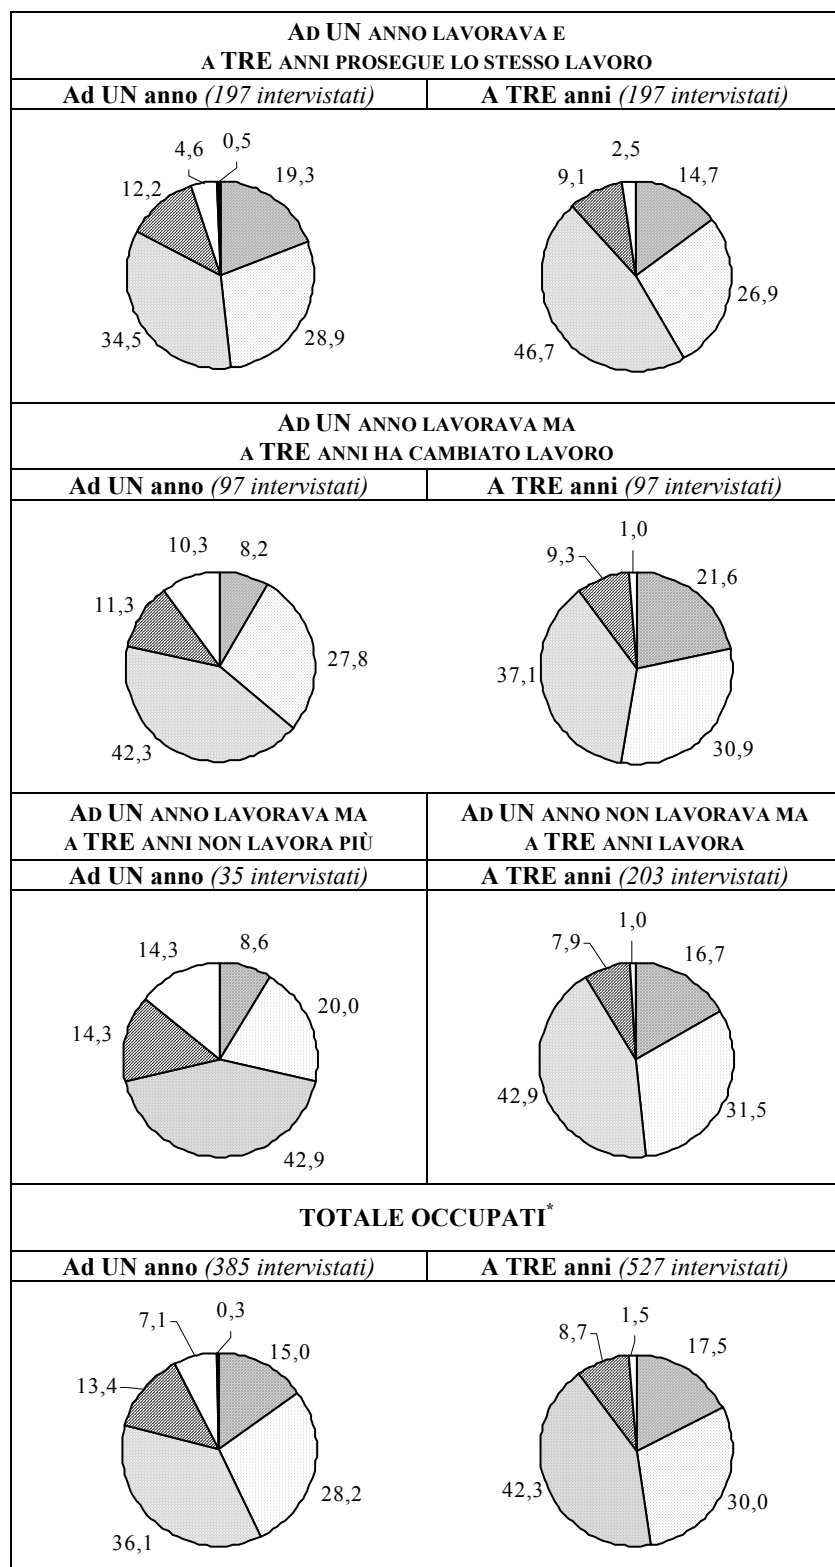 AD UN ANNO LAVORAVA E
A TRE ANNI PROSEGUE LO STESSO LAVORO
Ad UN anno (197 intervistati)
A TRE anni (197 intervistati)
4,6
0,5
19,3
12,2
34,5
28,9
2,5
14,7
9,1
26,9
46,7
AD UN ANNO LAVORAVA MA
A TRE ANNI HA CAMBIATO LAVORO
Ad UN anno (97 intervistati)
A TRE anni (97 intervistati)
10,3
8,2
11,3
27,8
42,3
1,0
9,3
21,6
37,1
30,9
AD UN ANNO LAVORAVA MA
A TRE ANNI NON LAVORA PIÙ
Ad UN anno (35 intervistati)
14,3
8,6
20,0
14,3
42,9
AD UN ANNO NON LAVORAVA MA
A TRE ANNI LAVORA
A TRE anni (203 intervistati)
1,0
7,9
16,7
42,9
31,5
TOTALE OCCUPATI*
Ad UN anno (385 intervistati)
A TRE anni (527 intervistati)
7,1
0,3
15,0
13,4
28,2
36,1
1,5
8,7
17,5
42,3
30,0